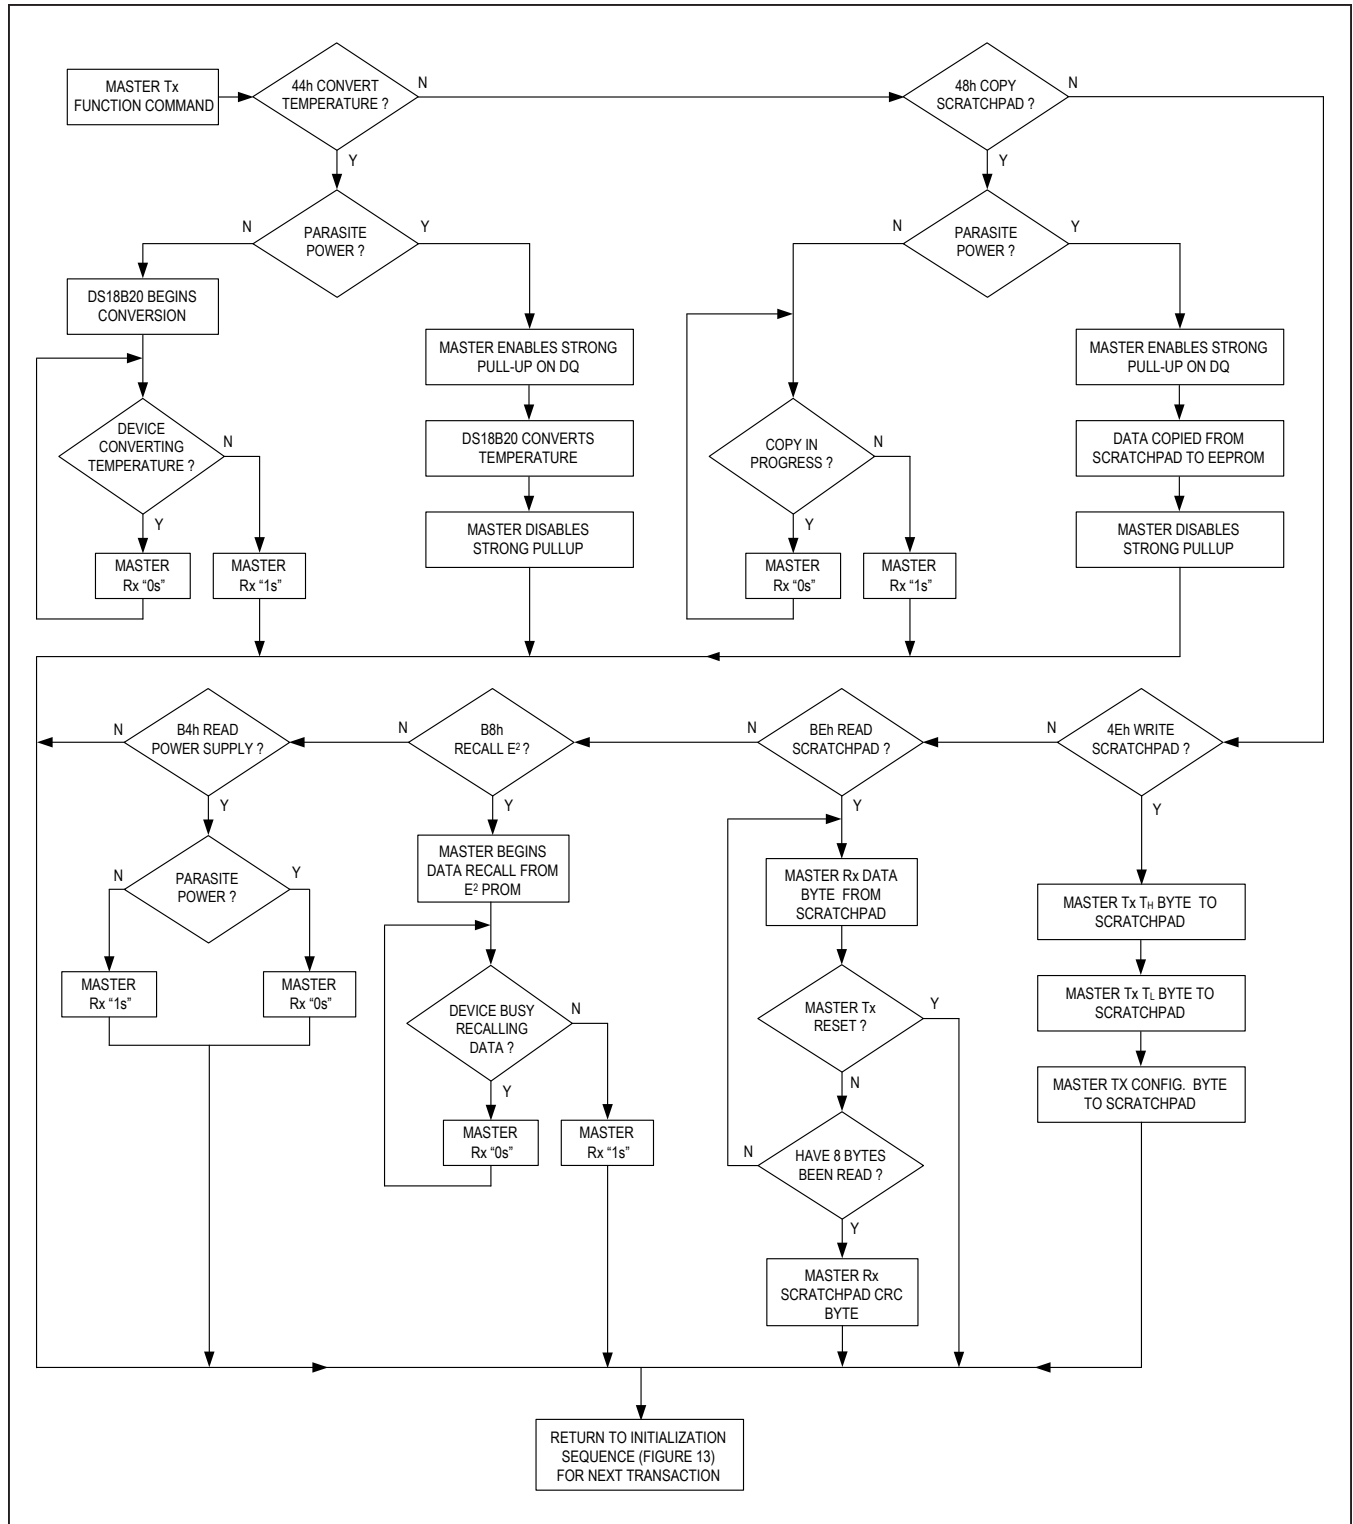 MASTER Tx
FUNCTION COMMAND
44h CONVERT
TEMPERATURE ?
N
Y
48h COPY
SCRATCHPAD ?
N
Y
PARASITE
POWER ?
N
Y
DS18B20 BEGINS
CONVERSION
DEVICE
CONVERTING
TEMPERATURE ?
N
Y
MASTER
Rx “0s”
MASTER
Rx “1s”
MASTER ENABLES STRONG
PULL-UP ON DQ
DS18B20 CONVERTS
TEMPERATURE
MASTER DISABLES
STRONG PULLUP
PARASITE
POWER ?
N
Y
COPY IN
PROGRESS ?
N
Y
MASTER
Rx “0s”
MASTER
Rx “1s”
MASTER ENABLES STRONG
PULL-UP ON DQ
DATA COPIED FROM
SCRATCHPAD TO EEPROM
MASTER DISABLES
STRONG PULLUP
B4h READ
POWER SUPPLY ?
N
Y
PARASITE
POWER ?
N
Y
MASTER
Rx “1s”
MASTER
Rx “0s”
B8h
RECALL E² ?
N
Y
MASTER BEGINS
DATA RECALL FROM
E² PROM
DEVICE BUSY
RECALLING
DATA ?
N
Y
MASTER
Rx “0s”
MASTER
Rx “1s”
BEh READ
SCRATCHPAD ?
N
Y
MASTER Rx DATA
BYTE FROM
SCRATCHPAD
MASTER Tx
RESET ?
Y
N
HAVE 8 BYTES
BEEN READ ?
N
Y
MASTER Rx
SCRATCHPAD CRC
BYTE
4Eh WRITE
SCRATCHPAD ?
N
Y
MASTER Tx TH BYTE TO
SCRATCHPAD
MASTER Tx TL BYTE TO
SCRATCHPAD
MASTER TX CONFIG. BYTE
TO SCRATCHPAD
RETURN TO INITIALIZATION
SEQUENCE (FIGURE 13)
FOR NEXT TRANSACTION